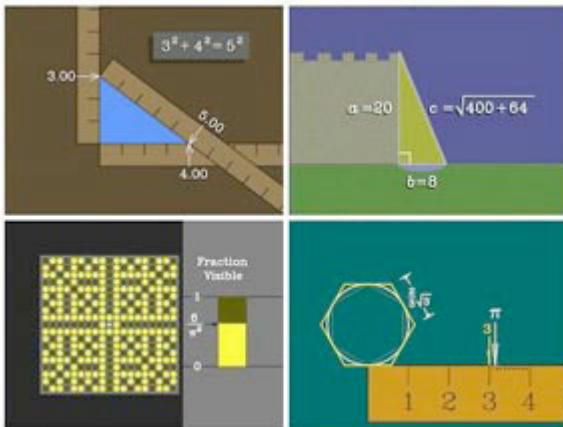 3² + 4² = 5²
3.00
5.00
4.00
a=20
c=√400+64
b=8
Fraction
Visible
1
6
π²
0
3
π
1 2 3 4